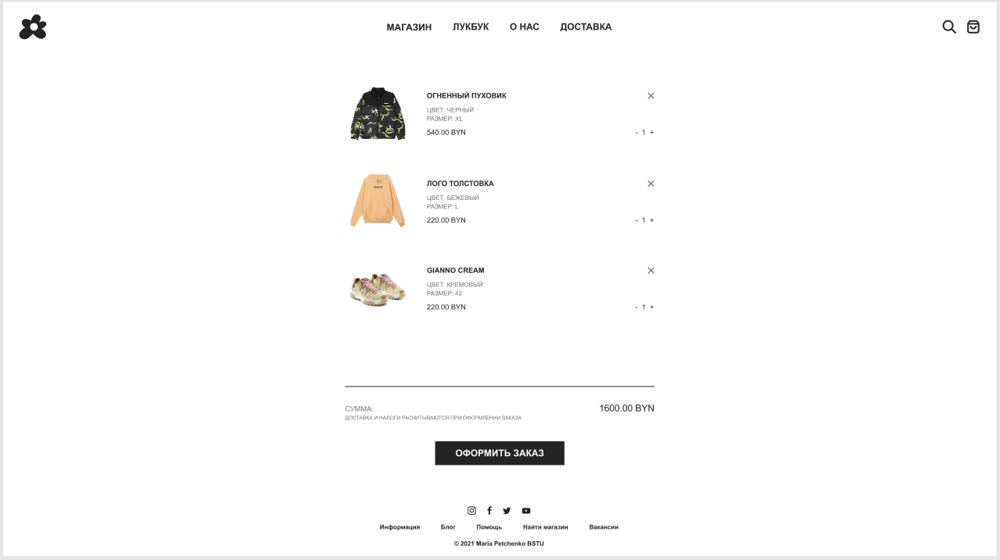 МАГАЗИН ЛУКБУК О НАС ДОСТАВКА
ОГНЕННЫЙ ПУХОВИК
ЦВЕТ: ЧЕРНЫЙ
РАЗМЕР: XL
540.00 BYN - 1 +
GOLF
ЛОГО ТОЛСТОВКА
ЦВЕТ: БЕЖЕВЫЙ
РАЗМЕР: L
220.00 BYN - 1 +
GIANNO CREAM
ЦВЕТ: КРЕМОВЫЙ
РАЗМЕР: 42
220.00 BYN - 1 +
СУММА: 1600.00 BYN
ДОСТАВКА И НАЛОГИ РАСЧИТЫВАЮТСЯ ПРИ ОФОРМЛЕНИИ ЗАКАЗА
ОФОРМИТЬ ЗАКАЗ
Информация Блог Помощь Найти магазин Вакансии
© 2021 Maria Petchenko BSTU